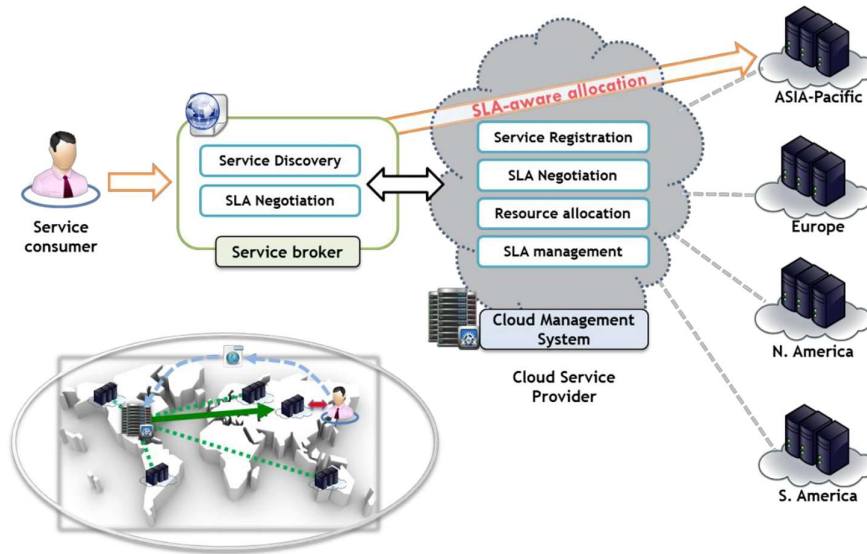 SLA-aware allocation
ASIA-Pacific
Service Discovery
SLA Negotiation
Service broker
Service
consumer
Service Registration
SLA Negotiation
Resource allocation
SLA management
Cloud Management
System
Cloud Service
Provider
Europe
N. America
S. America